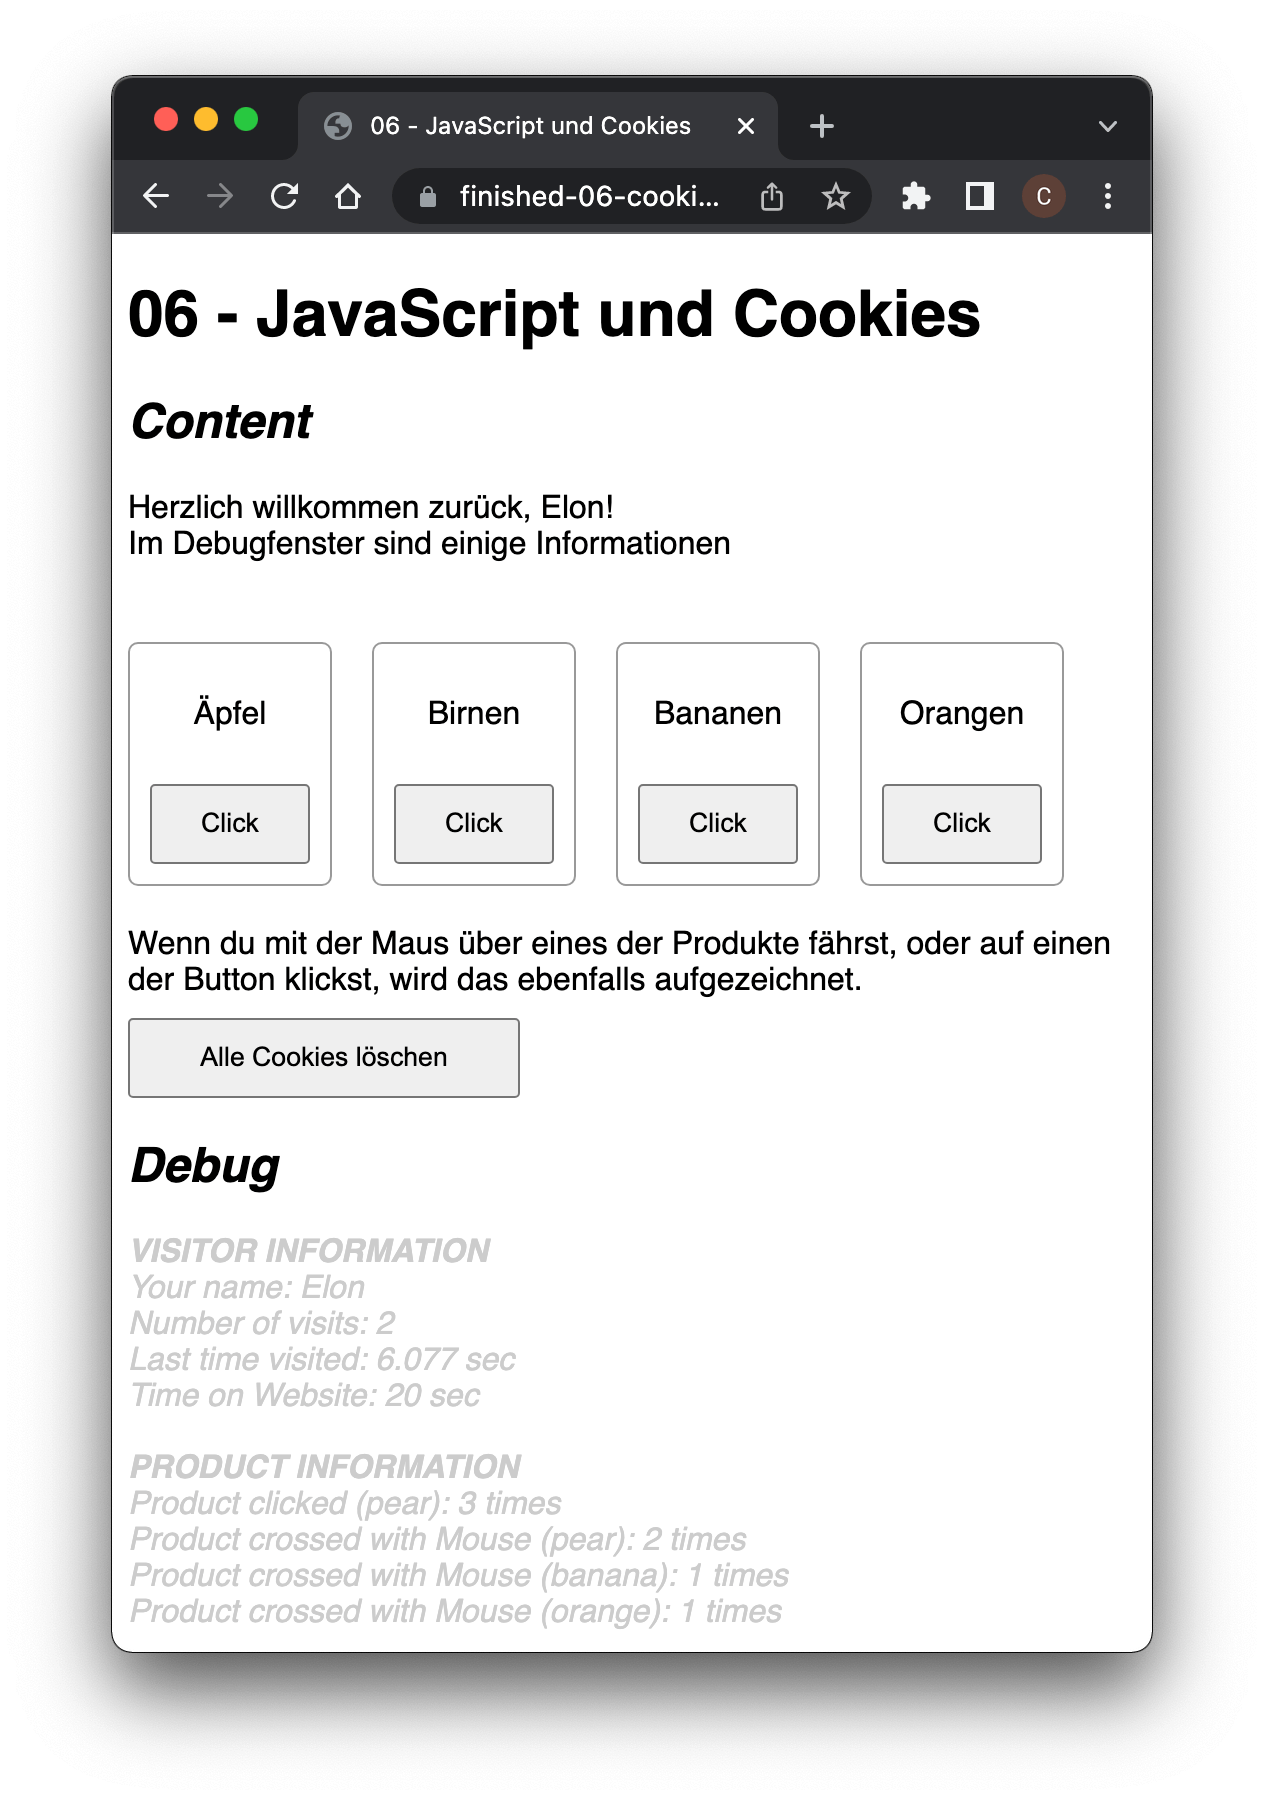 06 - JavaScript und Cookies
finished-06-cooki...
C
06 - JavaScript und Cookies
Content
Herzlich willkommen zurück, Elon!
Im Debugfenster sind einige Informationen
Äpfel Birnen Bananen Orangen
Click Click Click Click
Wenn du mit der Maus über eines der Produkte fährst, oder auf einen
der Button klickst, wird das ebenfalls aufgezeichnet.
Alle Cookies löschen
Debug
VISITOR INFORMATION
Your name: Elon
Number of visits: 2
Last time visited: 6.077 sec
Time on Website: 20 sec
PRODUCT INFORMATION
Product clicked (pear): 3 times
Product crossed with Mouse (pear): 2 times
Product crossed with Mouse (banana): 1 times
Product crossed with Mouse (orange): 1 times